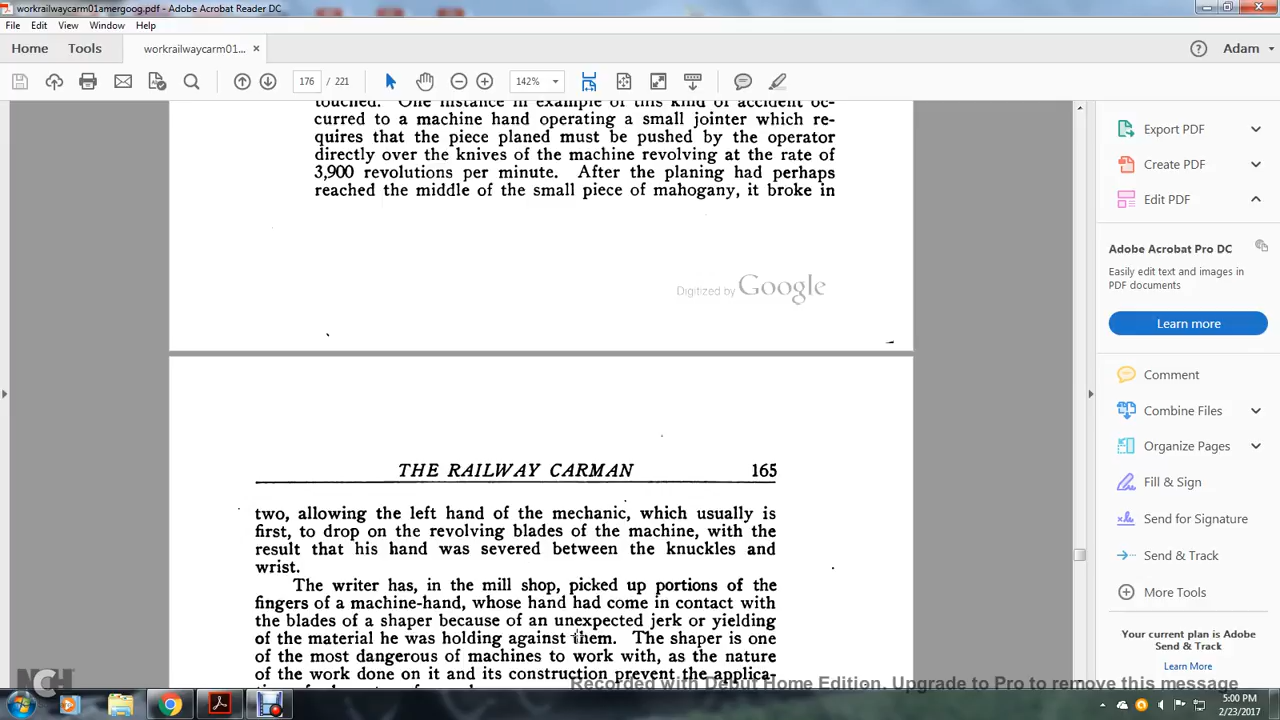 workrailwaycarm01amergoog.pdf - Adobe Acrobat Reader DC
File Edit View Window Help
Home Tools workrailwaycarm01... × Adam
176 / 221 142%
touched. One instance in example of this kind of accident oc-
curred to a machine hand operating a small jointer which re-
quires that the piece planed must be pushed by the operator
directly over the knives of the machine revolving at the rate of
3,900 revolutions per minute. After the planing had perhaps
reached the middle of the small piece of mahogany, it broke in
Digitized by Google
THE RAILWAY CARMAN 165
two, allowing the left hand of the mechanic, which usually is
first, to drop on the revolving blades of the machine, with the
result that his hand was severed between the knuckles and
wrist.
The writer has, in the mill shop, picked up portions of the
fingers of a machine-hand, whose hand had come in contact with
the blades of a shaper because of an unexpected jerk or yielding
of the material he was holding against them. The shaper is one
of the most dangerous of machines to work with, as the nature
of the work done on it and its construction prevent the applica-
Export PDF
Create PDF
Edit PDF
Adobe Acrobat Pro DC
Easily edit text and images in
PDF documents
Learn more
Comment
Combine Files
Organize Pages
Fill & Sign
Send for Signature
Send & Track
More Tools
Your current plan is Adobe
Send for Signature
Learn More
NCH
Recorded with Debut Home Edition. Upgrade to Pro to remove this message
5:00 PM
2/23/2017